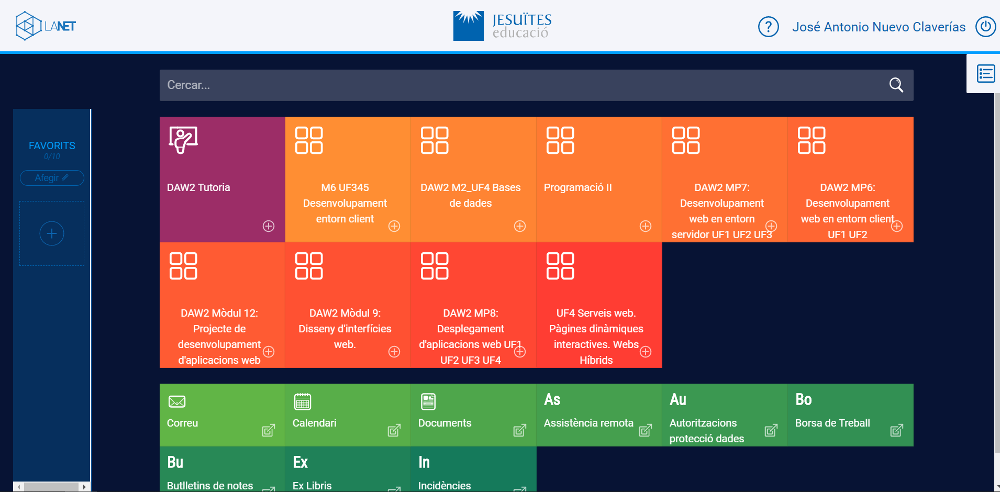 LANET
JESUÏTES
educació
?
José Antonio Nuevo Claverías
Cercar...
FAVORITS
0/10
Afegir
DAW2 Tutoria
M6 UF345
Desenvolupament
entorn client
DAW2 M2_UF4 Bases
de dades
Programació II
DAW2 MP7:
Desenvolupament
web en entorn
servidor UF1 UF2 UF3
DAW2 MP6:
Desenvolupament
web en entorn client
UF1 UF2
DAW2 Mòdul 12:
Projecte de
desenvolupament
d'aplicacions web
DAW2 Mòdul 9:
Disseny d'interfícies
web.
DAW2 MP8:
Desplegament
d'aplicacions web UF1
UF2 UF3 UF4
UF4 Serveis web.
Pàgines dinàmiques
interactives. Webs
Híbrids
Correu
Calendari
Documents
As
Assistència remota
Au
Autoritzacions
protecció dades
Bo
Borsa de Treball
Bu
Butlletins de notes
Ex
Ex Libris
In
Incidències